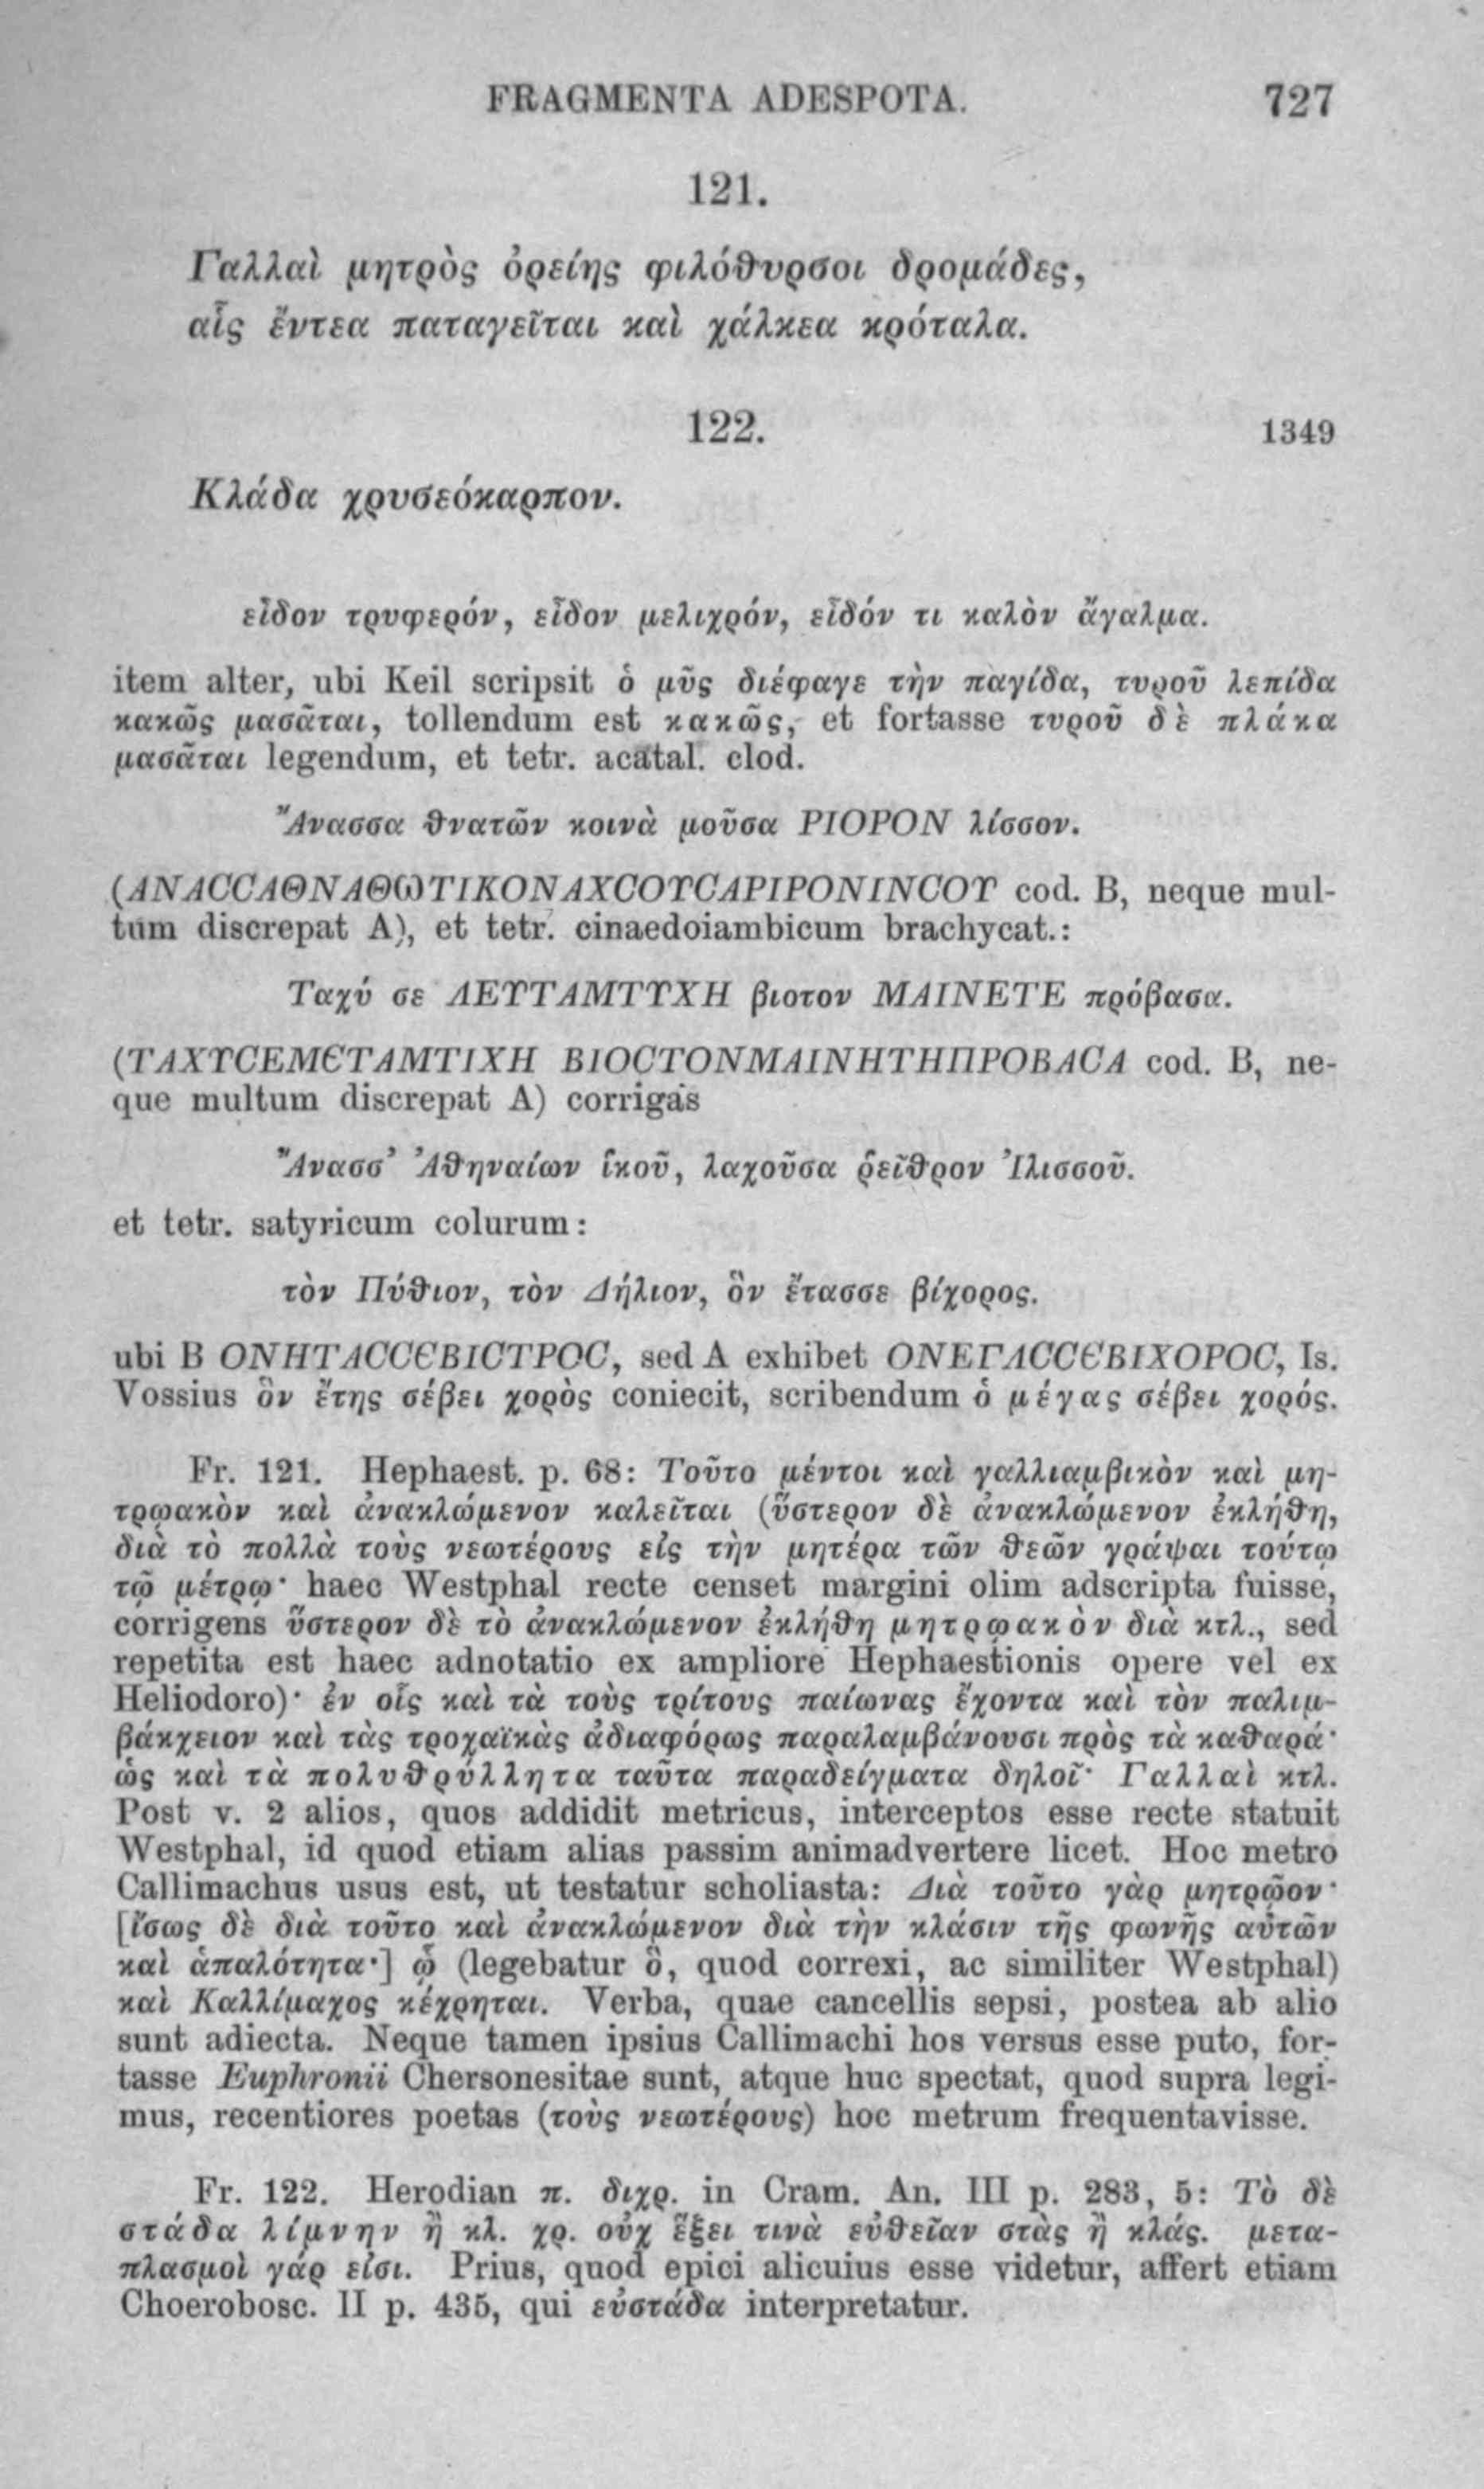 FRAGMENTA ADESPOTA. 727
121.
Γαλλαὶ μητρὸς ὀρείης φιλόθυρσοι δρομάδες,
αἷς ἔντεα παταγεῖται καὶ χάλκεα κρόταλα.
122. 1349
Κλάδα χρυσεόκαρπον.
εἶδον τρυφερόν, εἶδον μελιχρόν, εἶδόν τι καλὸν ἄγαλμα.
item alter, ubi Keil scripsit ὁ μῦς διέφαγε τὴν παγίδα, τυροῦ λεπίδα
κακῶς μασᾶται, tollendum est κακῶς, et fortasse τυροῦ δὲ πλάκα
μασᾶται legendum, et tetr. acatal. clod.
Ἄνασσα θνατῶν κοινὰ μοῦσα ΡΙΟΡΟΝ λίσσον.
(ΑΝΑCCΑΘΝΑΘΩΤΙΚΟΝΑΧCΟΥCΑΡΙΡΟΝΙΝCΟΥ cod. B, neque mul-
tum discrepat A), et tetr. cinaedoiambicum brachycat.:
Ταχύ σε ΛΕΥΤΑΜΤΥΧΗ βιοτον ΜΑΙΝΕΤΕ πρόβασα.
(ΤΑΧΥCΕΜЄΤΑΜΤΙΧΗ ΒΙΟCΤΟΝΜΑΙΝΗΤΗΠΡΟΒΑCΑ cod. B, ne-
que multum discrepat A) corrigas
Ἄνασσ᾽ Ἀθηναίων ἱκοῦ, λαχοῦσα ῥεῖθρον Ἰλισσοῦ.
et tetr. satyricum colurum:
τὸν Πύθιον, τὸν Δήλιον, ὃν ἔτασσε βίχορος.
ubi B ΟΝΗΤΑCCЄΒΙCΤΡΟC, sed A exhibet ΟΝΕΓΑCCЄΒΙΧΟΡΟC, Is.
Vossius ὃν ἔτης σέβει χορὸς coniecit, scribendum ὁ μέγας σέβει χορός.
Fr. 121. Hephaest. p. 68: Τοῦτο μέντοι καὶ γαλλιαμβικὸν καὶ μη-
τρῳακὸν καὶ ἀνακλώμενον καλεῖται (ὕστερον δὲ ἀνακλώμενον ἐκλήθη,
διὰ τὸ πολλὰ τοὺς νεωτέρους εἰς τὴν μητέρα τῶν θεῶν γράψαι τούτῳ
τῷ μέτρῳ· haec Westphal recte censet margini olim adscripta fuisse,
corrigens ὕστερον δὲ τὸ ἀνακλώμενον ἐκλήθη μητρῳακὸν διὰ κτλ., sed
repetita est haec adnotatio ex ampliore Hephaestionis opere vel ex
Heliodoro)· ἐν οἷς καὶ τὰ τοὺς τρίτους παίωνας ἔχοντα καὶ τὸν παλιμ-
βάκχειον καὶ τὰς τροχαϊκὰς ἀδιαφόρως παραλαμβάνουσι πρὸς τὰ καθαρά·
ὡς καὶ τὰ πολυθρύλλητα ταῦτα παραδείγματα δηλοῖ· Γαλλαὶ κτλ.
Post v. 2 alios, quos addidit metricus, interceptos esse recte statuit
Westphal, id quod etiam alias passim animadvertere licet. Hoc metro
Callimachus usus est, ut testatur scholiasta: Διὰ τοῦτο γὰρ μητρῷον·
[ἴσως δὲ διὰ τοῦτο καὶ ἀνακλώμενον διὰ τὴν κλάσιν τῆς φωνῆς αὐτῶν
καὶ ἁπαλότητα·] ᾧ (legebatur ὃ, quod correxi, ac similiter Westphal)
καὶ Καλλίμαχος κέχρηται. Verba, quae cancellis sepsi, postea ab alio
sunt adiecta. Neque tamen ipsius Callimachi hos versus esse puto, for-
tasse Euphronii Chersonesitae sunt, atque huc spectat, quod supra legi-
mus, recentiores poetas (τοὺς νεωτέρους) hoc metrum frequentavisse.
Fr. 122. Herodian π. διχρ. in Cram. An. III p. 283, 5: Τὸ δὲ
στάδα λίμνην ἢ κλ. χρ. οὐχ ἕξει τινὰ εὐθεῖαν στὰς ἢ κλάς. μετα-
πλασμοὶ γάρ εἰσι. Prius, quod epici alicuius esse videtur, affert etiam
Choerobosc. II p. 435, qui εὐστάδα interpretatur.